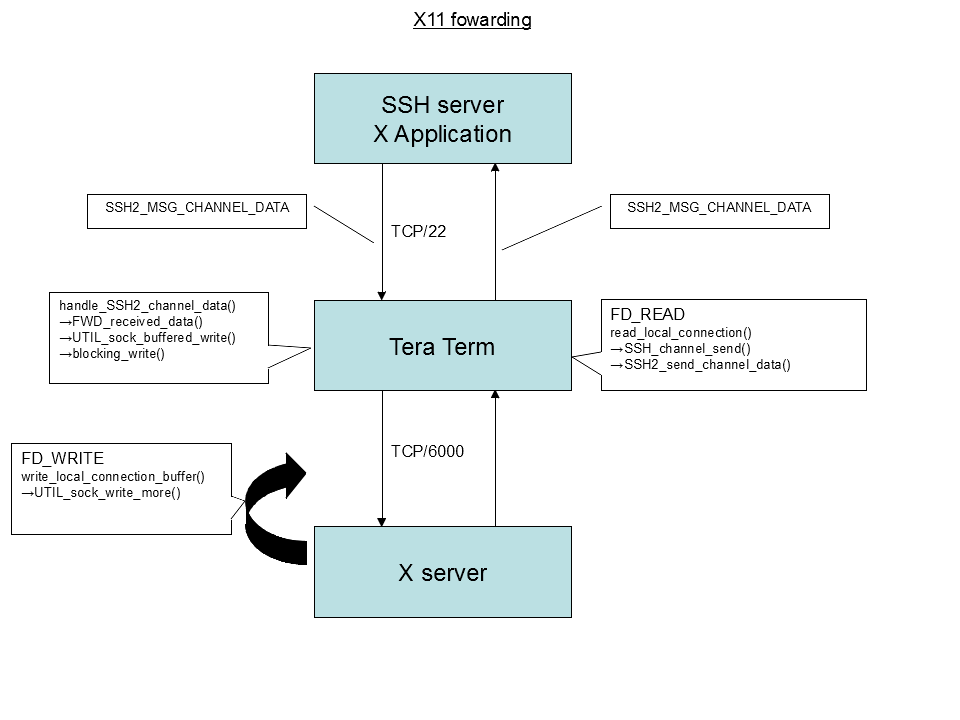 X11 fowarding
SSH server
X Application
SSH2_MSG_CHANNEL_DATA
SSH2_MSG_CHANNEL_DATA
TCP/22
handle_SSH2_channel_data()
→FWD_received_data()
→UTIL_sock_buffered_write()
→blocking_write()
Tera Term
FD_READ
read_local_connection()
→SSH_channel_send()
→SSH2_send_channel_data()
TCP/6000
FD_WRITE
write_local_connection_buffer()
→UTIL_sock_write_more()
X server